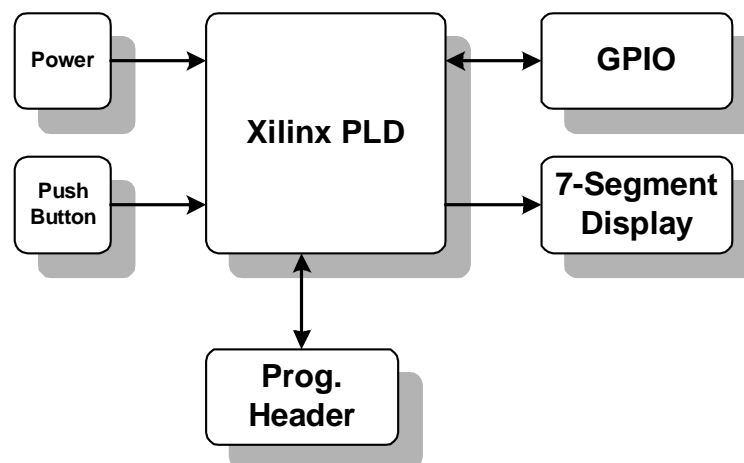 Power
Xilinx PLD
GPIO
Push
Button
7-Segment
Display
Prog.
Header